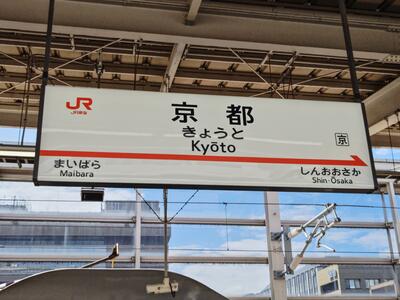 JR
JR東海
京都
きょうと
Kyōto
京
まいばら
Maibara
しんおおさか
Shin-Ōsaka